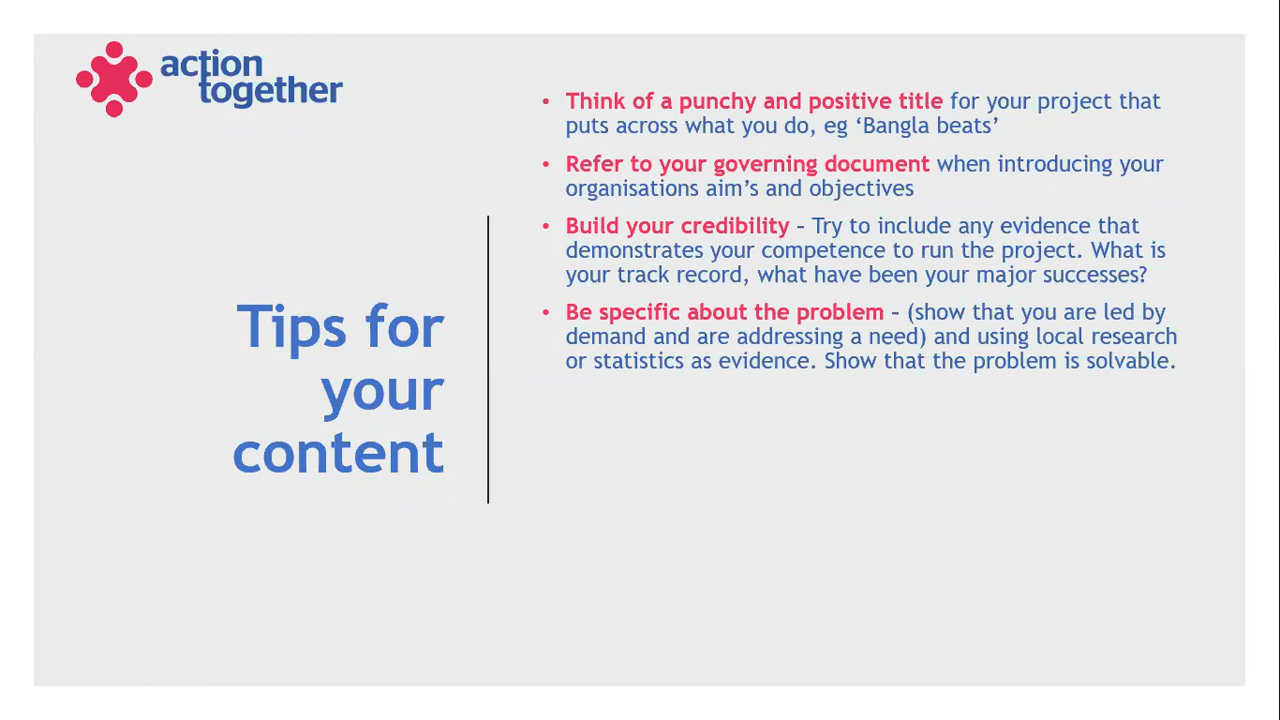 action
together
Tips for
your
content
• Think of a punchy and positive title for your project that
puts across what you do, eg ‘Bangla beats’
• Refer to your governing document when introducing your
organisations aim’s and objectives
• Build your credibility – Try to include any evidence that
demonstrates your competence to run the project. What is
your track record, what have been your major successes?
• Be specific about the problem – (show that you are led by
demand and are addressing a need) and using local research
or statistics as evidence. Show that the problem is solvable.